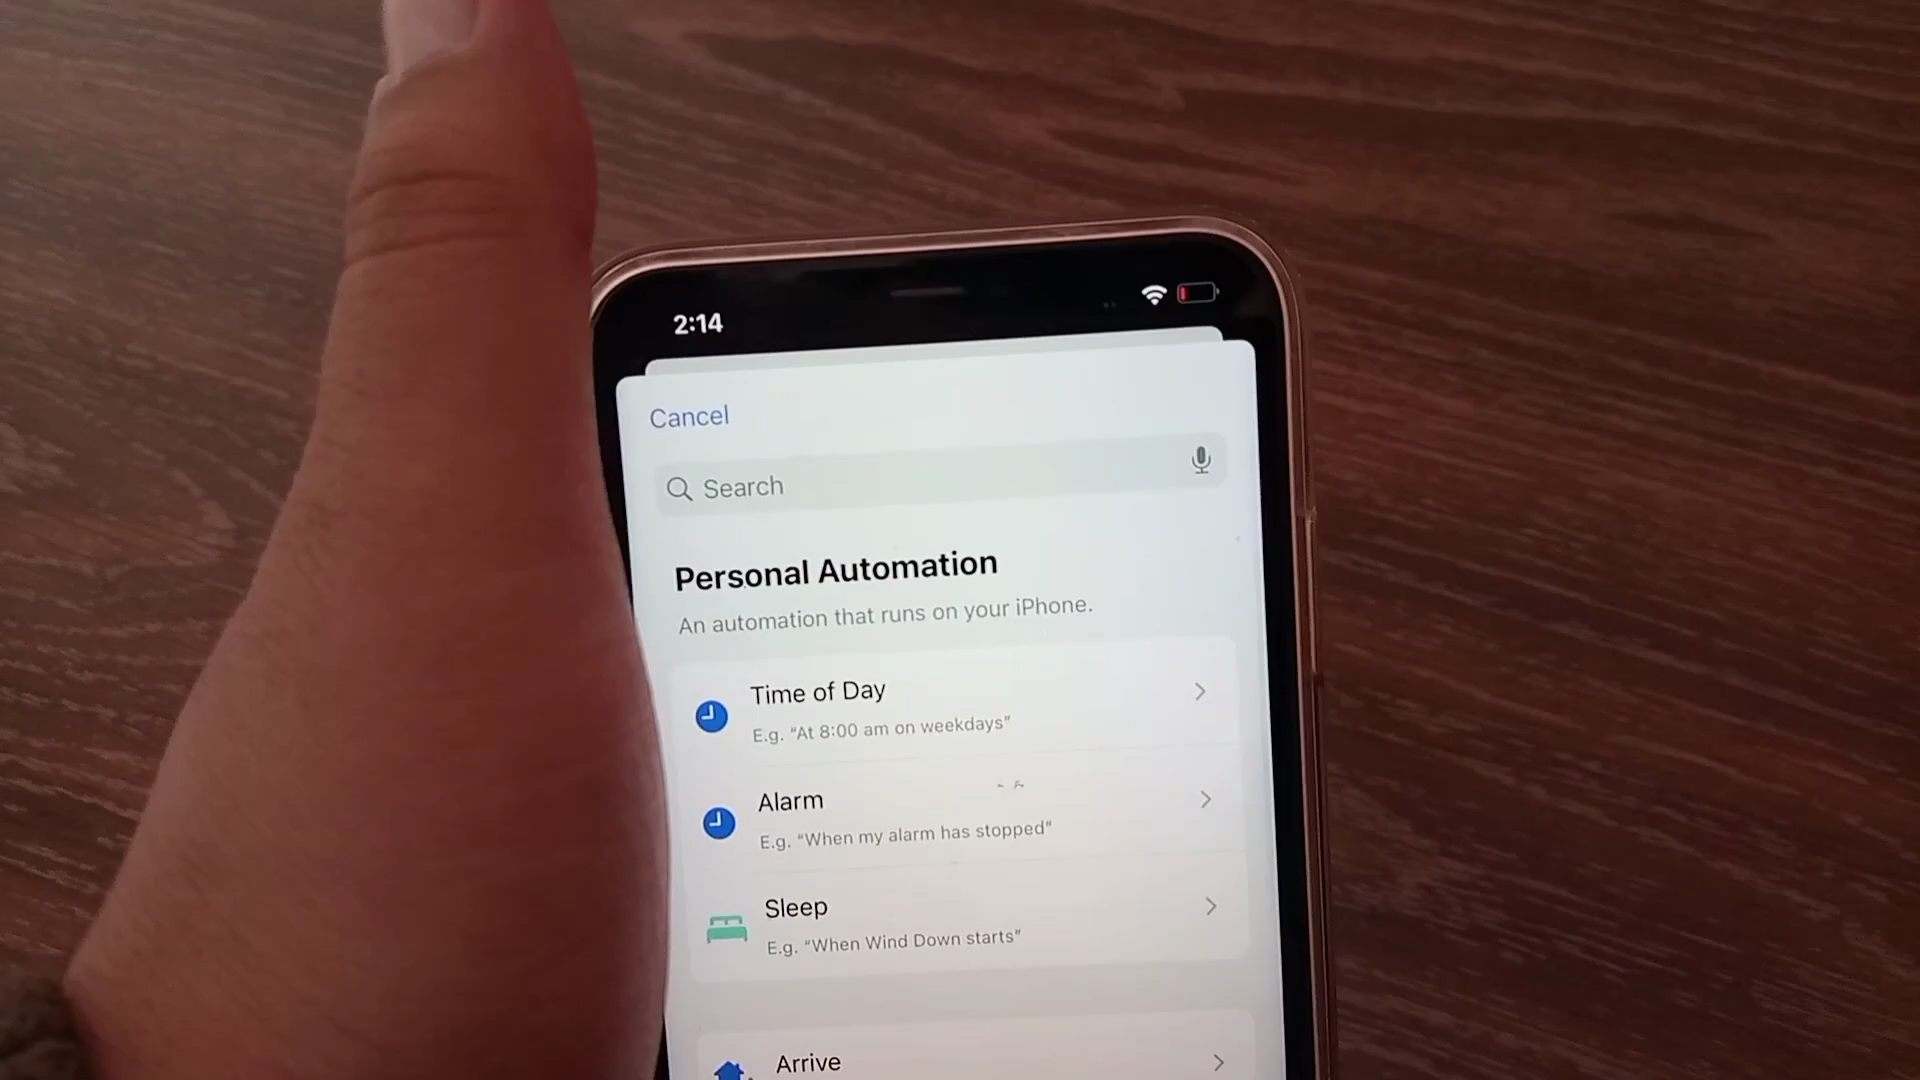 2:14
Cancel
Search
Personal Automation
An automation that runs on your iPhone.
Time of Day
E.g. “At 8:00 am on weekdays”
Alarm
E.g. “When my alarm has stopped”
Sleep
E.g. “When Wind Down starts”
Arrive